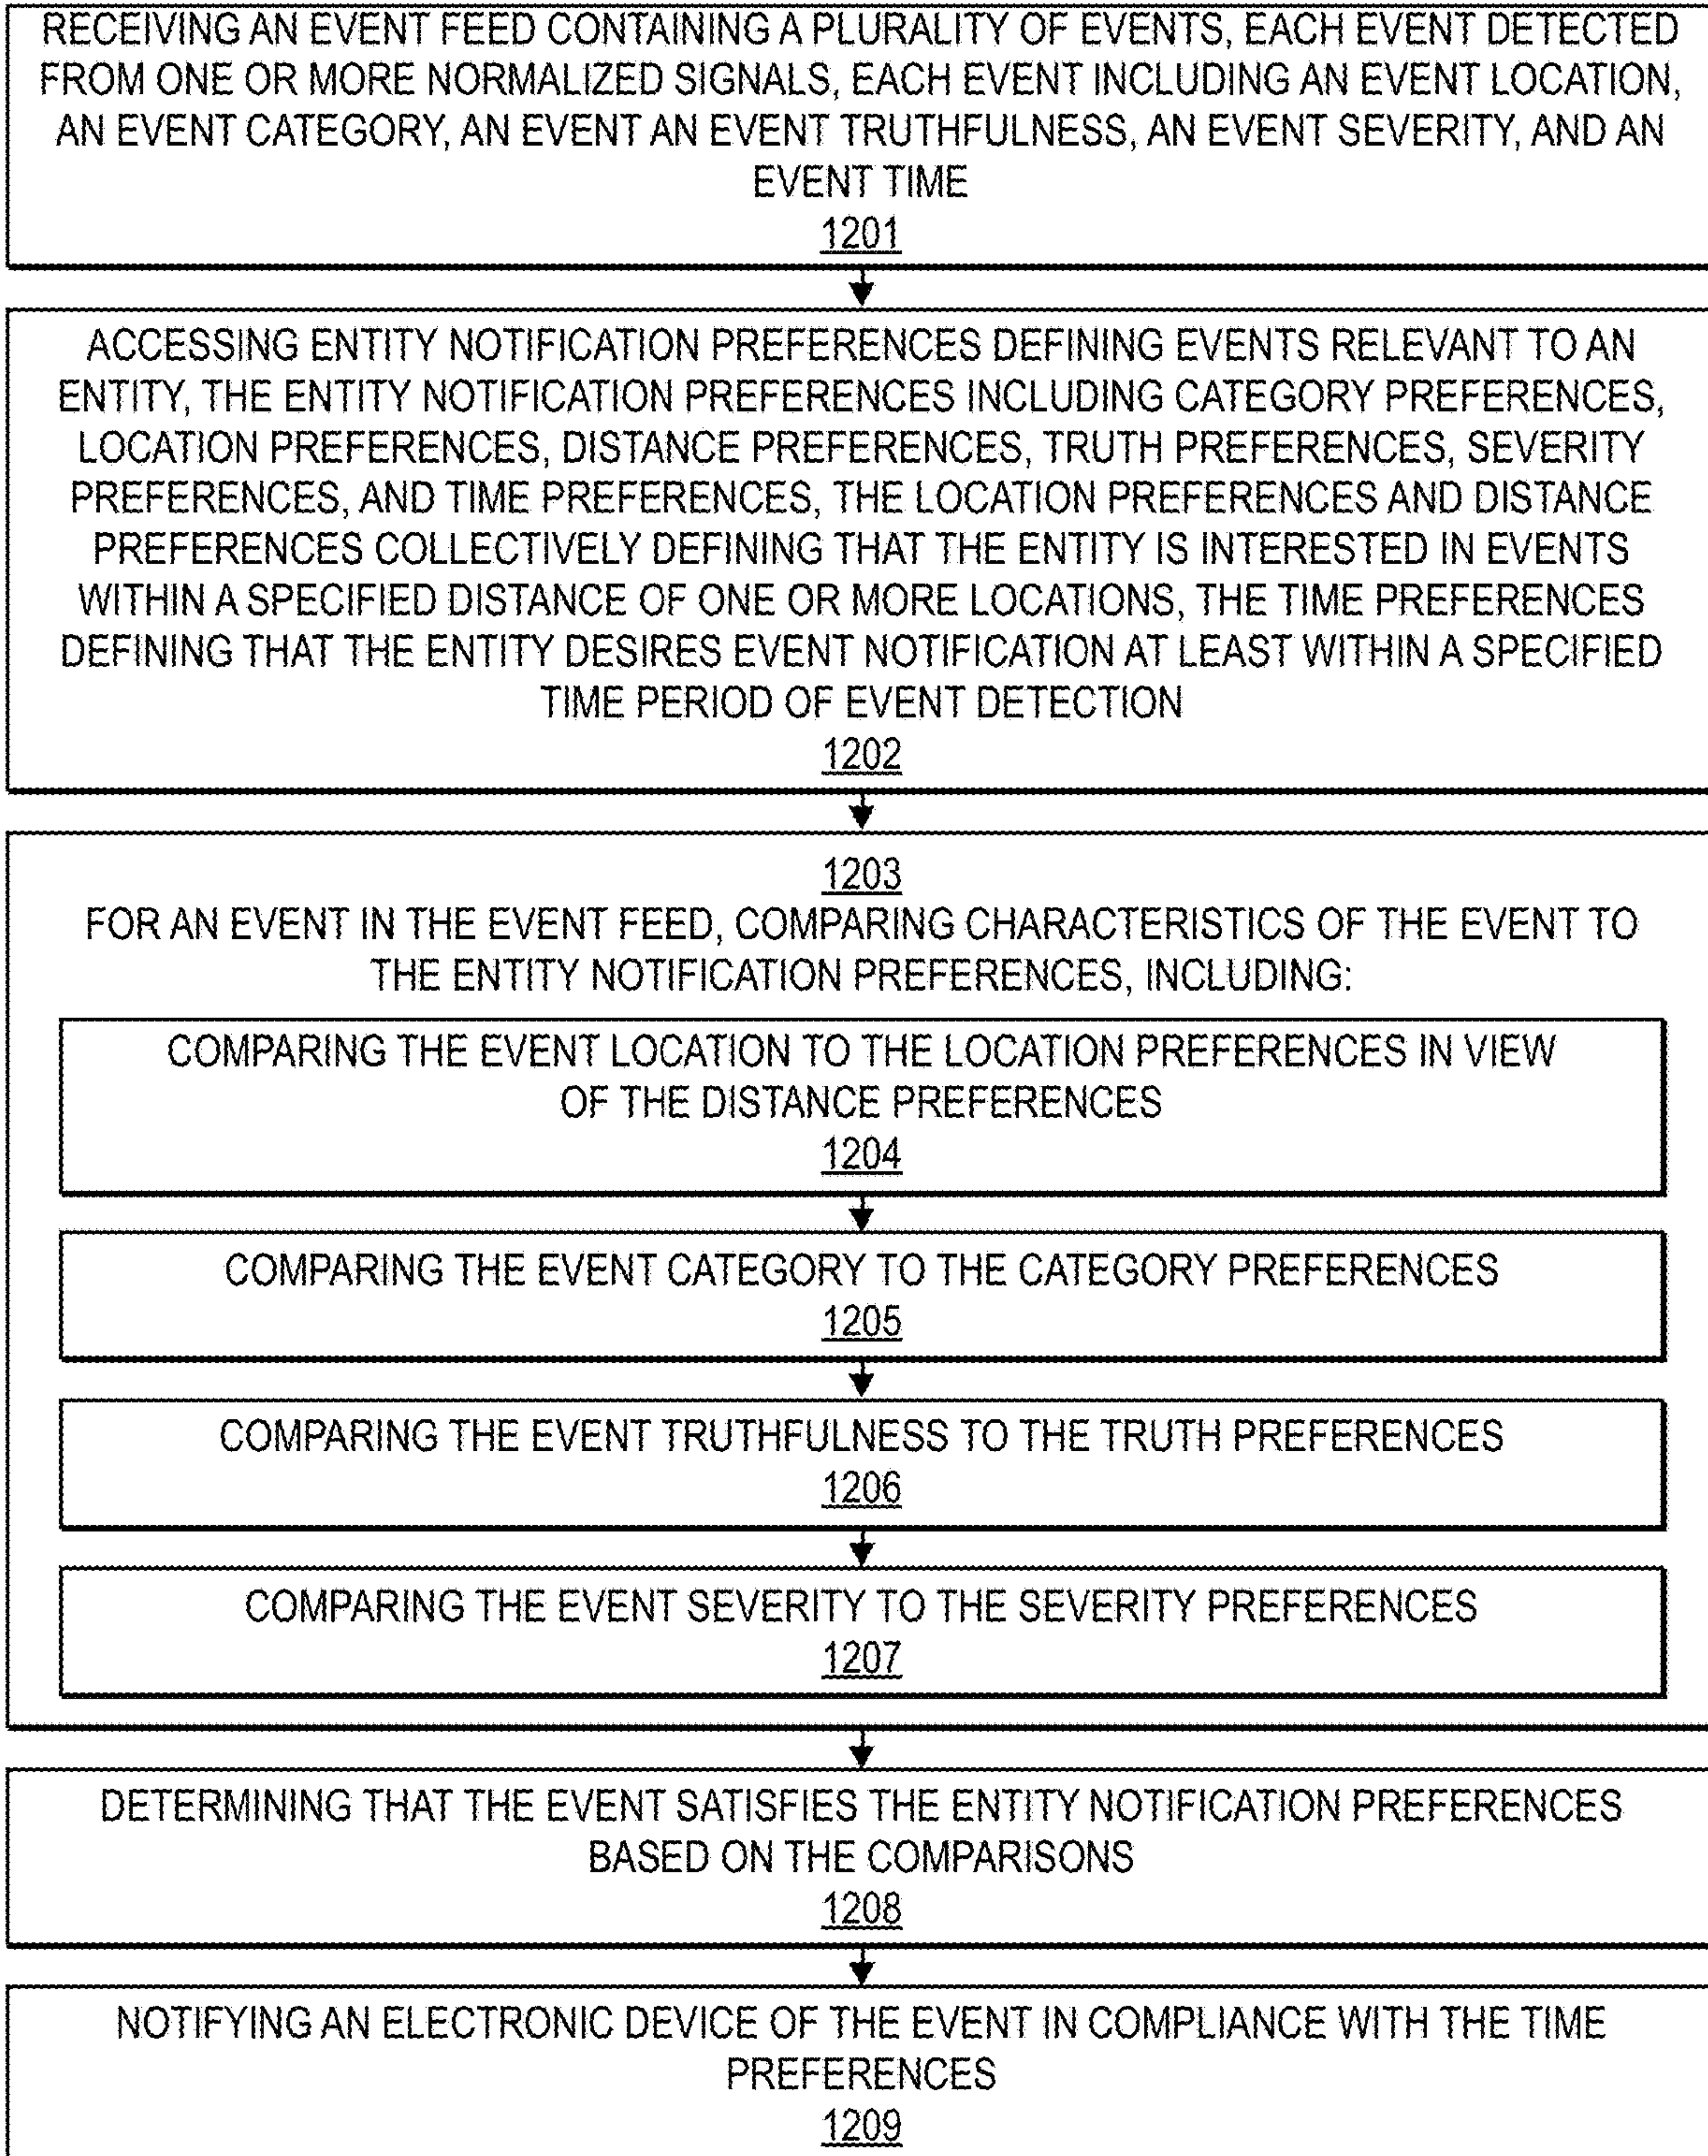 RECEIVING AN EVENT FEED CONTAINING A PLURALITY OF EVENTS, EACH EVENT DETECTED
FROM ONE OR MORE NORMALIZED SIGNALS, EACH EVENT INCLUDING AN EVENT LOCATION,
AN EVENT CATEGORY, AN EVENT AN EVENT TRUTHFULNESS, AN EVENT SEVERITY, AND AN
EVENT TIME
1201
ACCESSING ENTITY NOTIFICATION PREFERENCES DEFINING EVENTS RELEVANT TO AN
ENTITY, THE ENTITY NOTIFICATION PREFERENCES INCLUDING CATEGORY PREFERENCES,
LOCATION PREFERENCES, DISTANCE PREFERENCES, TRUTH PREFERENCES, SEVERITY
PREFERENCES, AND TIME PREFERENCES, THE LOCATION PREFERENCES AND DISTANCE
PREFERENCES COLLECTIVELY DEFINING THAT THE ENTITY IS INTERESTED IN EVENTS
WITHIN A SPECIFIED DISTANCE OF ONE OR MORE LOCATIONS, THE TIME PREFERENCES
DEFINING THAT THE ENTITY DESIRES EVENT NOTIFICATION AT LEAST WITHIN A SPECIFIED
TIME PERIOD OF EVENT DETECTION
1202
1203
FOR AN EVENT IN THE EVENT FEED, COMPARING CHARACTERISTICS OF THE EVENT TO
THE ENTITY NOTIFICATION PREFERENCES, INCLUDING:
COMPARING THE EVENT LOCATION TO THE LOCATION PREFERENCES IN VIEW
OF THE DISTANCE PREFERENCES
1204
COMPARING THE EVENT CATEGORY TO THE CATEGORY PREFERENCES
1205
COMPARING THE EVENT TRUTHFULNESS TO THE TRUTH PREFERENCES
1206
COMPARING THE EVENT SEVERITY TO THE SEVERITY PREFERENCES
1207
DETERMINING THAT THE EVENT SATISFIES THE ENTITY NOTIFICATION PREFERENCES
BASED ON THE COMPARISONS
1208
NOTIFYING AN ELECTRONIC DEVICE OF THE EVENT IN COMPLIANCE WITH THE TIME
PREFERENCES
1209